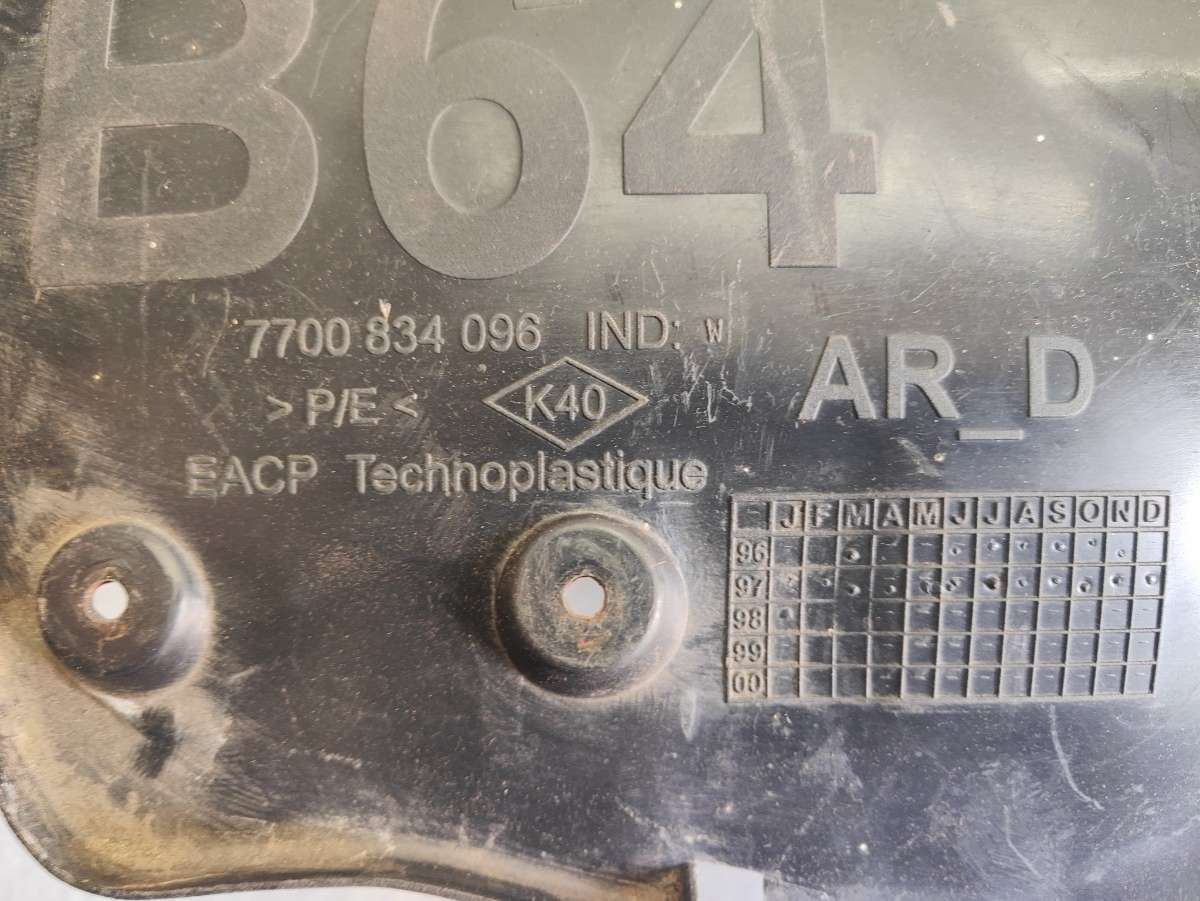 B64
7700 834 096 IND: W
>P/E<
K40
AR_D
EACP Technoplastique
J F M A M J J A S O N D
96
97
98
99
00